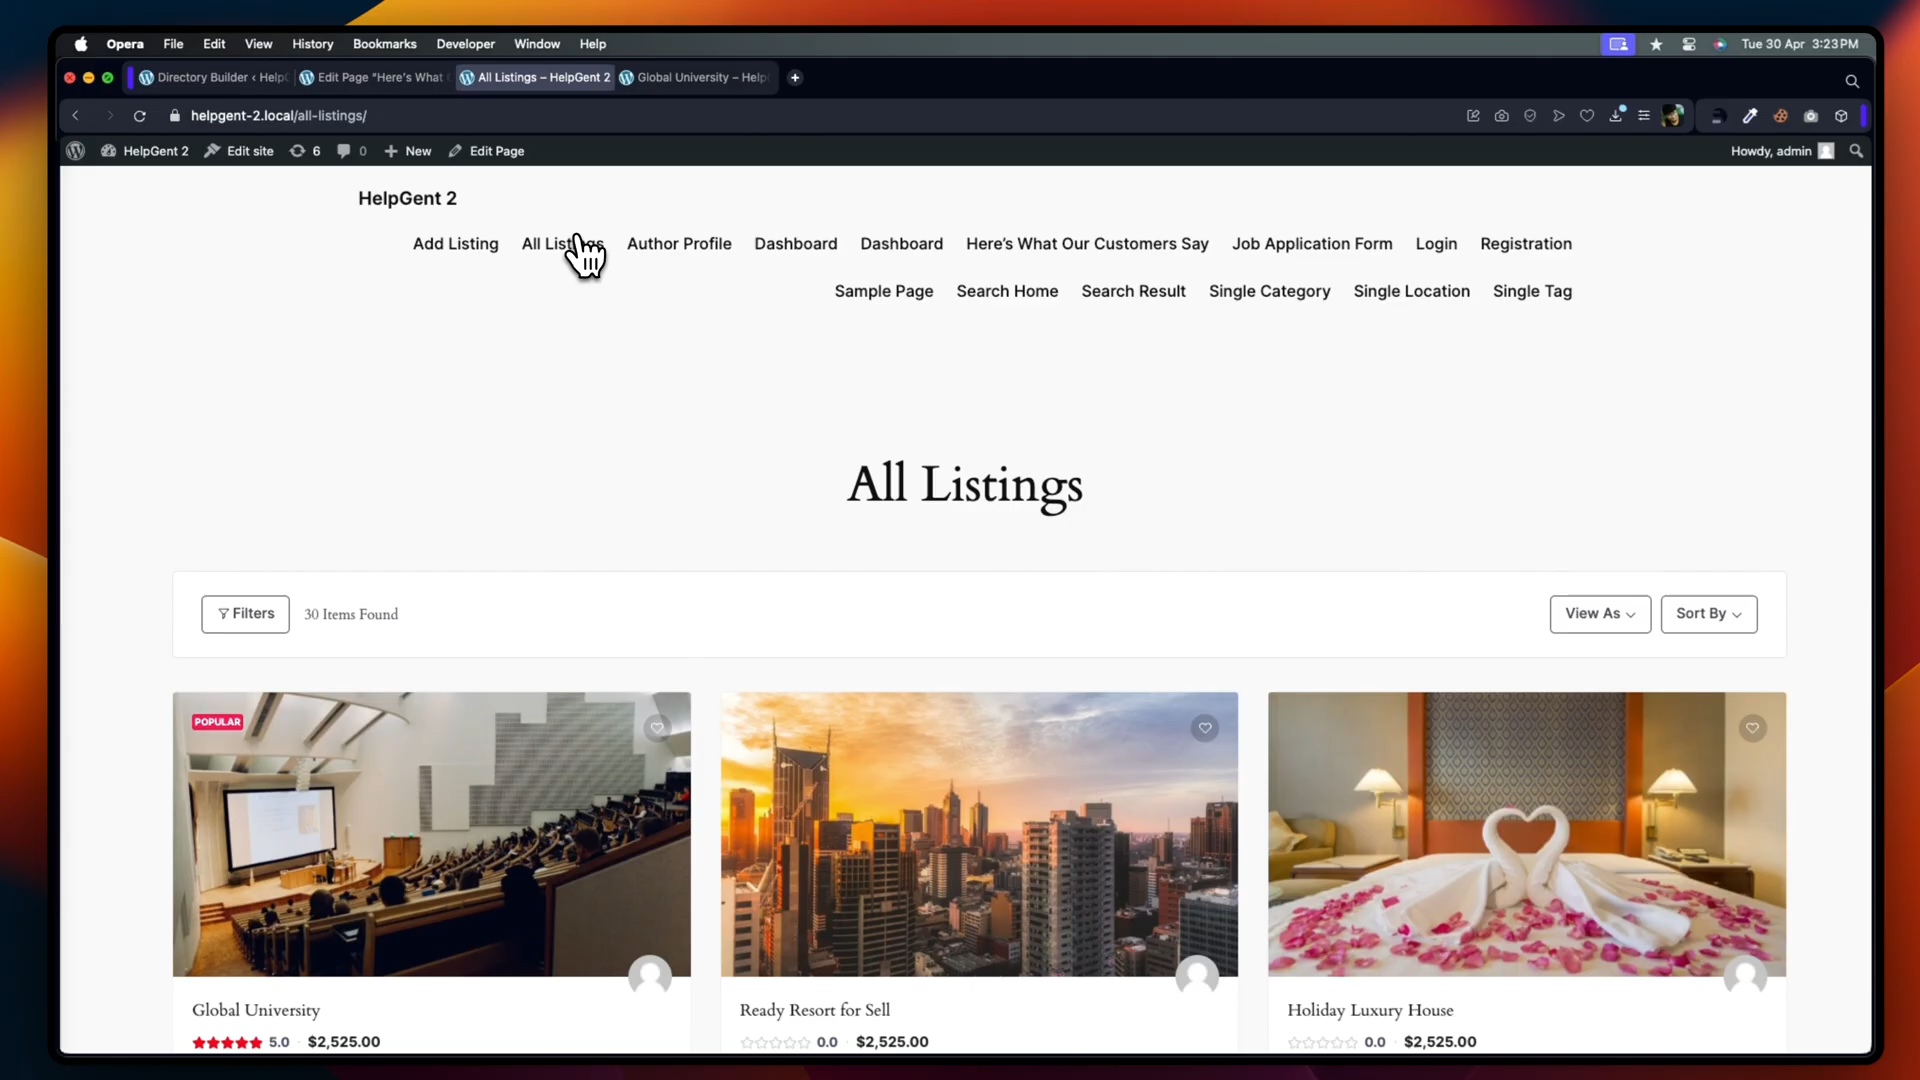 Opera File Edit View History Bookmarks Developer Window Help Tue 30 Apr 3:23 PM
Directory Builder ‹ HelpG Edit Page "Here's What All Listings – HelpGent 2 Global University – Help
helpgent-2.local/all-listings/
HelpGent 2 Edit site 6 0 New Edit Page Howdy, admin
HelpGent 2
Add Listing All Listings Author Profile Dashboard Dashboard Here's What Our Customers Say Job Application Form Login Registration
Sample Page Search Home Search Result Single Category Single Location Single Tag
All Listings
Filters 30 Items Found View As Sort By
POPULAR
Global University Ready Resort for Sell Holiday Luxury House
5.0 · $2,525.00 0.0 · $2,525.00 0.0 · $2,525.00